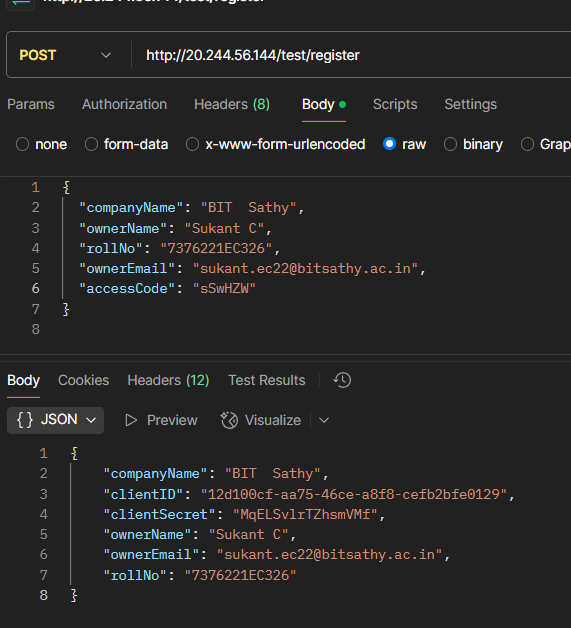 POST http://20.244.56.144/test/register
Params Authorization Headers (8) Body Scripts Settings
none form-data x-www-form-urlencoded raw binary Grap
1 {
2 "companyName": "BIT  Sathy",
3 "ownerName": "Sukant C",
4 "rollNo": "7376221EC326",
5 "ownerEmail": "sukant.ec22@bitsathy.ac.in",
6 "accessCode": "sSwHZW"
7 }
8
Body Cookies Headers (12) Test Results
{} JSON Preview Visualize
1 {
2 "companyName": "BIT  Sathy",
3 "clientID": "12d100cf-aa75-46ce-a8f8-cefb2bfe0129",
4 "clientSecret": "MqELSvlrTZhsmVMf",
5 "ownerName": "Sukant C",
6 "ownerEmail": "sukant.ec22@bitsathy.ac.in",
7 "rollNo": "7376221EC326"
8 }